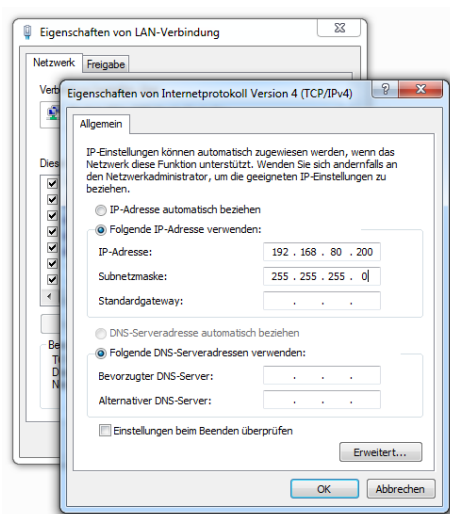 Eigenschaften von LAN-Verbindung
Netzwerk Freigabe
Verb
Eigenschaften von Internetprotokoll Version 4 (TCP/IPv4)
Allgemein
IP-Einstellungen können automatisch zugewiesen werden, wenn das
Netzwerk diese Funktion unterstützt. Wenden Sie sich andernfalls an
den Netzwerkadministrator, um die geeigneten IP-Einstellungen zu
beziehen.
Dies
IP-Adresse automatisch beziehen
Folgende IP-Adresse verwenden:
IP-Adresse: 192 . 168 . 80 . 200
Subnetzmaske: 255 . 255 . 255 . 0
Standardgateway: . . .
DNS-Serveradresse automatisch beziehen
Folgende DNS-Serveradressen verwenden:
Be
Bevorzugter DNS-Server: . . .
Alternativer DNS-Server: . . .
Einstellungen beim Beenden überprüfen
Erweitert...
OK Abbrechen